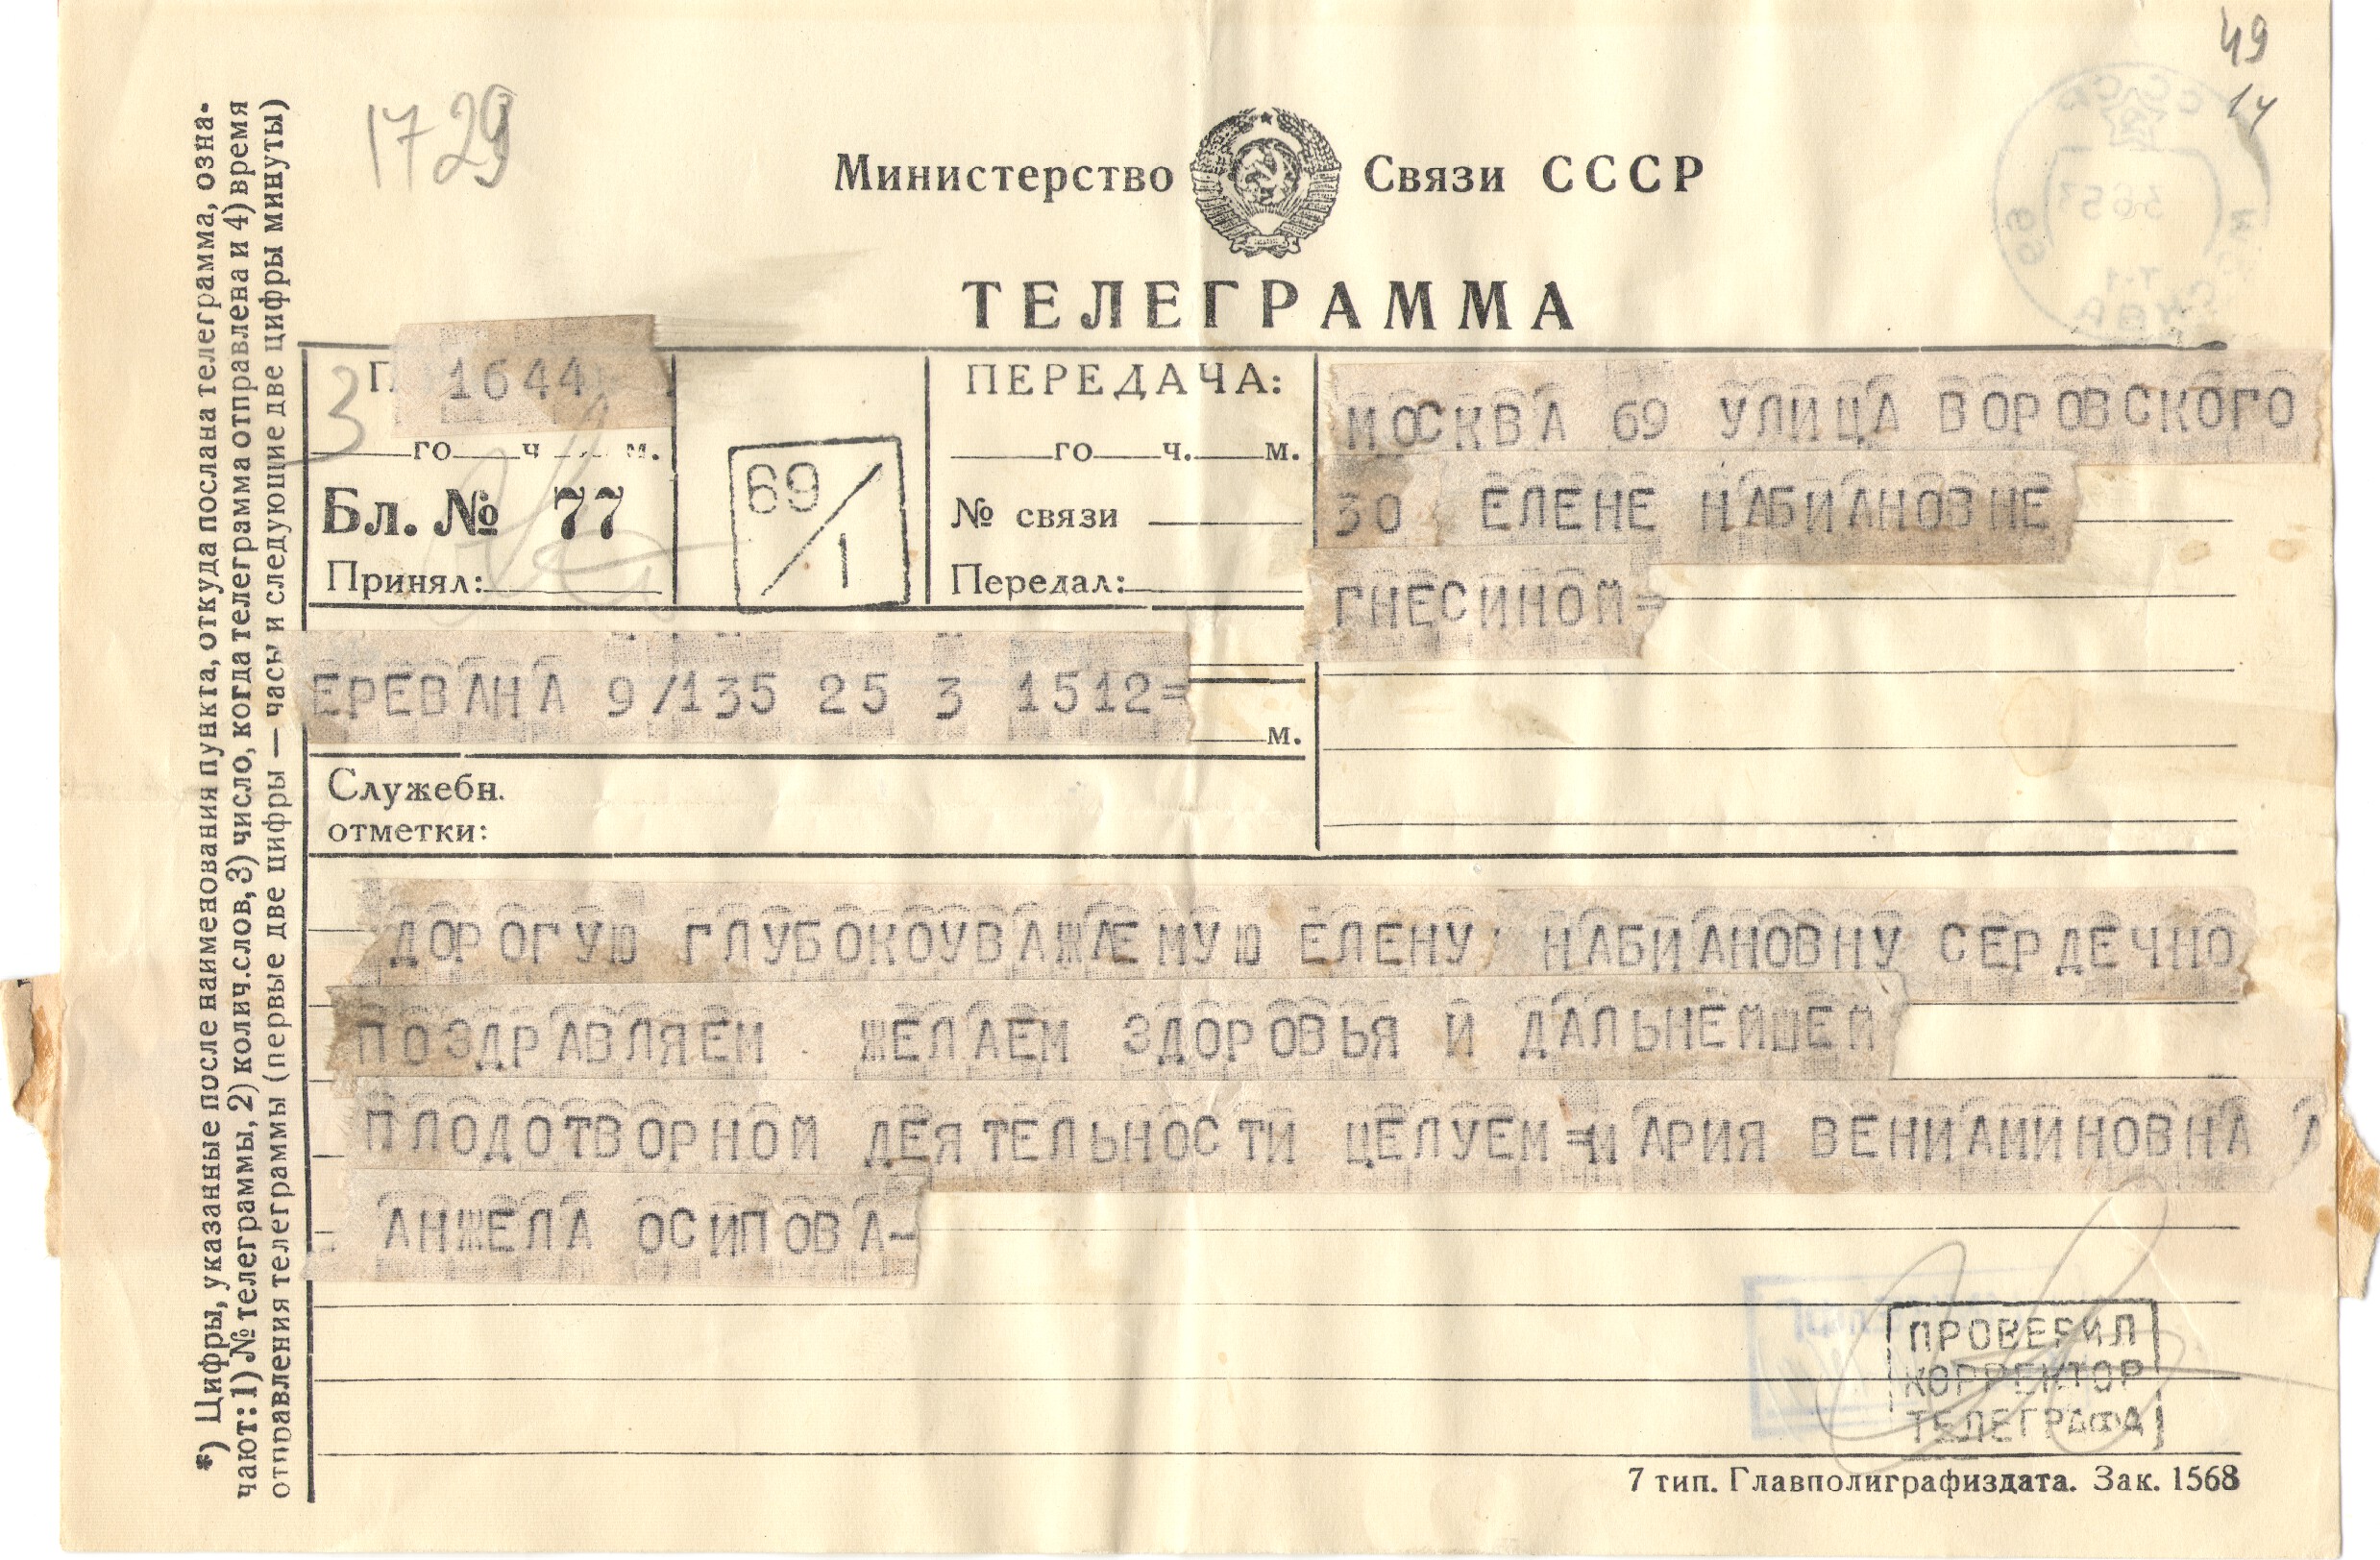 49
14
1729
Министерство Связи СССР
ТЕЛЕГРАММА
1644
3
го ч м.
Бл. № 77
Принял:
69/1
ПЕРЕДАЧА:
го ч. м.
№ связи
Передал:
МОСКВА 69 УЛИЦА ВОРОВСКОГО
30 ЕЛЕНЕ НАБИАНОВНЕ
ГНЕСИНОЙ=
ЕРЕВАНА 9/135 25 3 1512=
м.
Служебн.
отметки:
ДОРОГУЮ ГЛУБОКОУВАЖАЕМУЮ ЕЛЕНУ НАБИАНОВНУ СЕРДЕЧНО
ПОЗДРАВЛЯЕМ ЖЕЛАЕМ ЗДОРОВЬЯ И ДАЛЬНЕЙШЕЙ
ПЛОДОТВОРНОЙ ДЕЯТЕЛЬНОСТИ ЦЕЛУЕМ=МАРИЯ ВЕНИАМИНОВНА
АНЖЕЛА ОСИПОВА-
ПРОВЕРИЛ
КОРРЕКТОР
ТЕЛЕГРАФА
7 тип. Главполиграфиздата. Зак. 1568
*) Цифры, указанные после наименования пункта, откуда послана телеграмма, озна-
чают: 1) № телеграммы, 2) колич.слов, 3) число, когда телеграмма отправлена и 4) время
отправления телеграммы (первые две цифры — часы и следующие две цифры минуты)